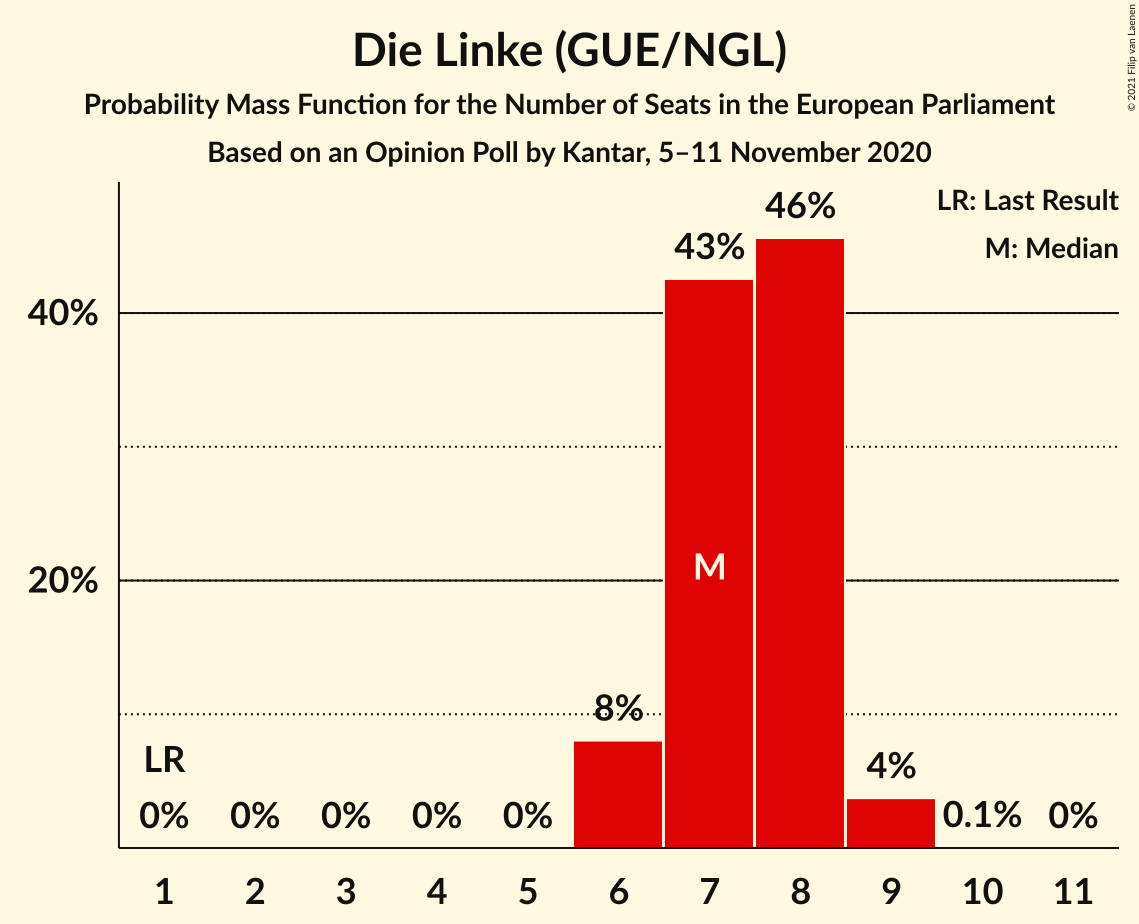 Die Linke (GUE/NGL)
Probability Mass Function for the Number of Seats in the European Parliament
Based on an Opinion Poll by Kantar, 5–11 November 2020
© 2021 Filip van Laenen
LR: Last Result
M: Median
46%
43%
40%
M
20%
8%
LR
4%
0% 0% 0% 0% 0% 0.1% 0%
1 2 3 4 5 6 7 8 9 10 11